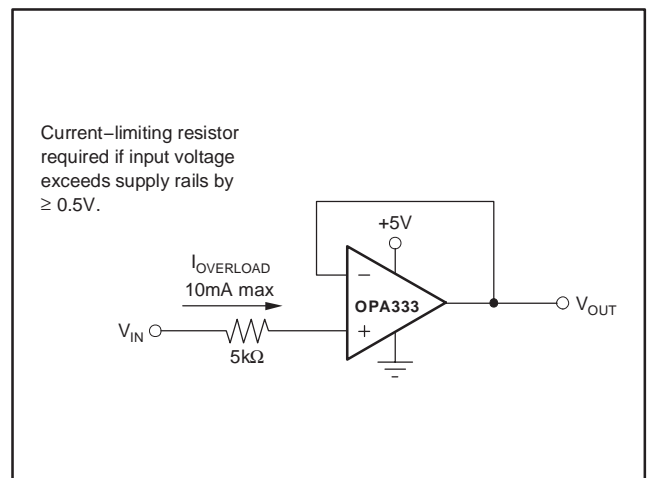 Current−limiting resistor
required if input voltage
exceeds supply rails by
≥ 0.5V.
+5V
IOVERLOAD
10mA max
−
OPA333
VOUT
VIN
+
5kΩ